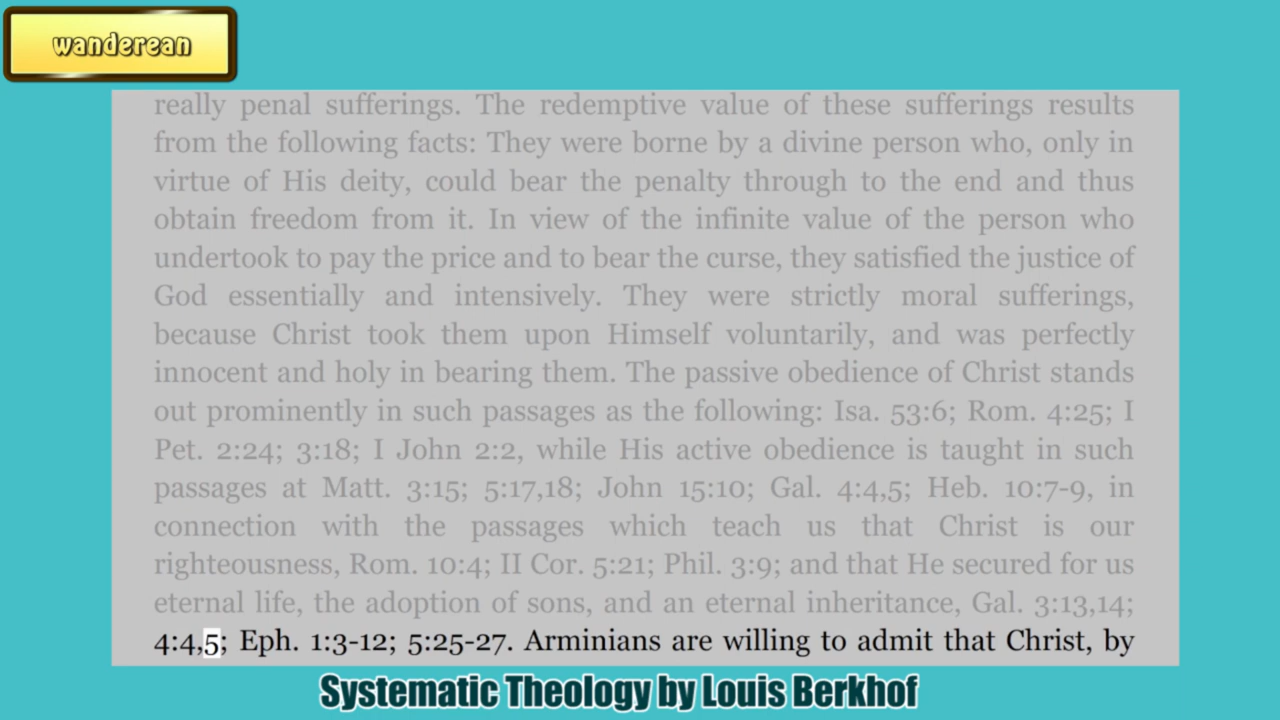 wanderean
really penal sufferings. The redemptive value of these sufferings results
from the following facts: They were borne by a divine person who, only in
virtue of His deity, could bear the penalty through to the end and thus
obtain freedom from it. In view of the infinite value of the person who
undertook to pay the price and to bear the curse, they satisfied the justice of
God essentially and intensively. They were strictly moral sufferings,
because Christ took them upon Himself voluntarily, and was perfectly
innocent and holy in bearing them. The passive obedience of Christ stands
out prominently in such passages as the following: Isa. 53:6; Rom. 4:25; I
Pet. 2:24; 3:18; I John 2:2, while His active obedience is taught in such
passages at Matt. 3:15; 5:17,18; John 15:10; Gal. 4:4,5; Heb. 10:7-9, in
connection with the passages which teach us that Christ is our
righteousness, Rom. 10:4; II Cor. 5:21; Phil. 3:9; and that He secured for us
eternal life, the adoption of sons, and an eternal inheritance, Gal. 3:13,14;
4:4,5; Eph. 1:3-12; 5:25-27. Arminians are willing to admit that Christ, by
Systematic Theology by Louis Berkhof